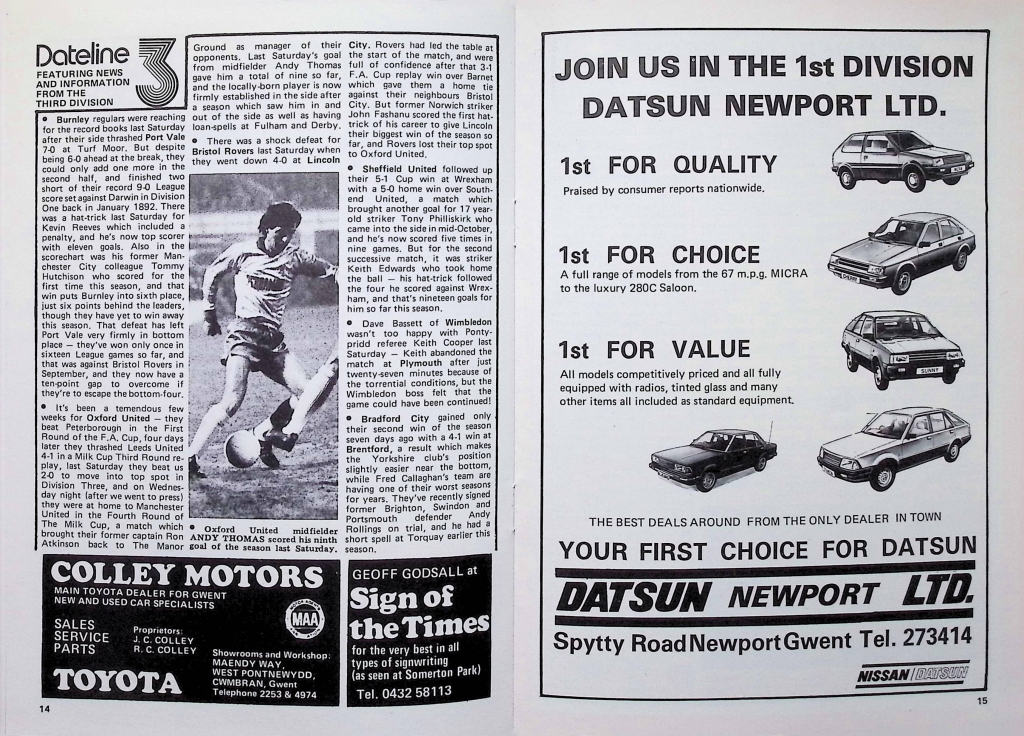 Dateline
3
FEATURING NEWS
AND INFORMATION
FROM THE
THIRD DIVISION
• Burnley regulars were reaching
for the record books last Saturday
after their side thrashed Port Vale
7-0 at Turf Moor. But despite
being 6-0 ahead at the break, they
could only add one more in the
second half, and finished two
short of their record 9-0 League
score set against Darwin in Division
One back in January 1892. There
was a hat-trick last Saturday for
Kevin Reeves which included a
penalty, and he's now top scorer
with eleven goals. Also in the
scorechart was his former Man-
chester City colleague Tommy
Hutchison who scored for the
first time this season, and that
win puts Burnley into sixth place,
just six points behind the leaders,
though they have yet to win away
this season. That defeat has left
Port Vale very firmly in bottom
place — they've won only once in
sixteen League games so far, and
that was against Bristol Rovers in
September, and they now have a
ten-point gap to overcome if
they're to escape the bottom-four.
• It's been a temendous few
weeks for Oxford United — they
beat Peterborough in the First
Round of the F.A. Cup, four days
later they thrashed Leeds United
4-1 in a Milk Cup Third Round re-
play, last Saturday they beat us
2-0 to move into top spot in
Division Three, and on Wednes-
day night (after we went to press)
they were at home to Manchester
United in the Fourth Round of
The Milk Cup, a match which
brought their former captain Ron
Atkinson back to The Manor
Ground as manager of their
opponents. Last Saturday's goal
from midfielder Andy Thomas
gave him a total of nine so far,
and the locally-born player is now
firmly established in the side after
a season which saw him in and
out of the side as well as having
loan-spells at Fulham and Derby.
• There was a shock defeat for
Bristol Rovers last Saturday when
they went down 4-0 at Lincoln
• Oxford United midfielder
ANDY THOMAS scored his ninth
goal of the season last Saturday.
City. Rovers had led the table at
the start of the match, and were
full of confidence after that 3-1
F.A. Cup replay win over Barnet
which gave them a home tie
against their neighbours Bristol
City. But former Norwich striker
John Fashanu scored the first hat-
trick of his career to give Lincoln
their biggest win of the season so
far, and Rovers lost their top spot
to Oxford United.
• Sheffield United followed up
their 5-1 Cup win at Wrexham
with a 5-0 home win over South-
end United, a match which
brought another goal for 17 year-
old striker Tony Philliskirk who
came into the side in mid-October,
and he's now scored five times in
nine games. But for the second
successive match, it was striker
Keith Edwards who took home
the ball — his hat-trick followed
the four he scored against Wrex-
ham, and that's nineteen goals for
him so far this season.
• Dave Bassett of Wimbledon
wasn't too happy with Ponty-
pridd referee Keith Cooper last
Saturday — Keith abandoned the
match at Plymouth after just
twenty-seven minutes because of
the torrential conditions, but the
Wimbledon boss felt that the
game could have been continued!
• Bradford City gained only
their second win of the season
seven days ago with a 4-1 win at
Brentford, a result which makes
the Yorkshire club's position
slightly easier near the bottom,
while Fred Callaghan's team are
having one of their worst seasons
for years. They've recently signed
former Brighton, Swindon and
Portsmouth defender Andy
Rollings on trial, and he had a
short spell at Torquay earlier this
season.
COLLEY MOTORS
MAIN TOYOTA DEALER FOR GWENT
NEW AND USED CAR SPECIALISTS
SALES
SERVICE
PARTS
Proprietors:
J. C. COLLEY
R. C. COLLEY
MAA
TOYOTA
Showrooms and Workshop:
MAENDY WAY,
WEST PONTNEWYDD,
CWMBRAN, Gwent
Telephone 2253 & 4974
GEOFF GODSALL at
Sign of
the Times
for the very best in all
types of signwriting
(as seen at Somerton Park)
Tel. 0432 58113
14
JOIN US IN THE 1st DIVISION
DATSUN NEWPORT LTD.
1st FOR QUALITY
Praised by consumer reports nationwide.
1st FOR CHOICE
A full range of models from the 67 m.p.g. MICRA
to the luxury 280C Saloon.
1st FOR VALUE
All models competitively priced and all fully
equipped with radios, tinted glass and many
other items all included as standard equipment.
SUNNY
THE BEST DEALS AROUND FROM THE ONLY DEALER IN TOWN
YOUR FIRST CHOICE FOR DATSUN
DATSUN NEWPORT LTD.
Spytty Road Newport Gwent Tel. 273414
NISSAN/DATSUN
15